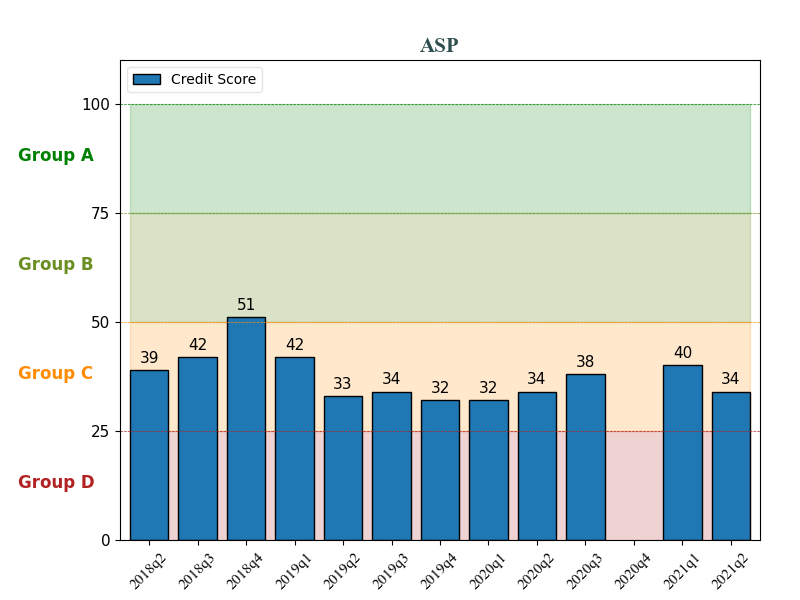 ASP
Credit Score
100
75
50
25
0
Group A
Group B
Group C
Group D
39
42
51
42
33
34
32
32
34
38
40
34
2018q2
2018q3
2018q4
2019q1
2019q2
2019q3
2019q4
2020q1
2020q2
2020q3
2020q4
2021q1
2021q2